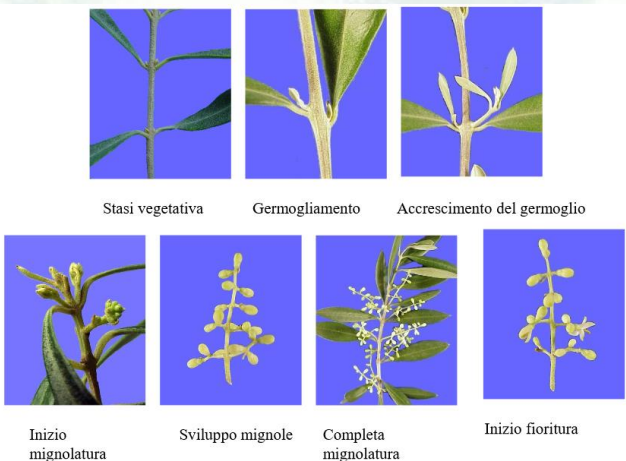 Stasi vegetativa
Germogliamento
Accrescimento del germoglio
Inizio
mignolatura
Sviluppo mignole
Completa
mignolatura
Inizio fioritura